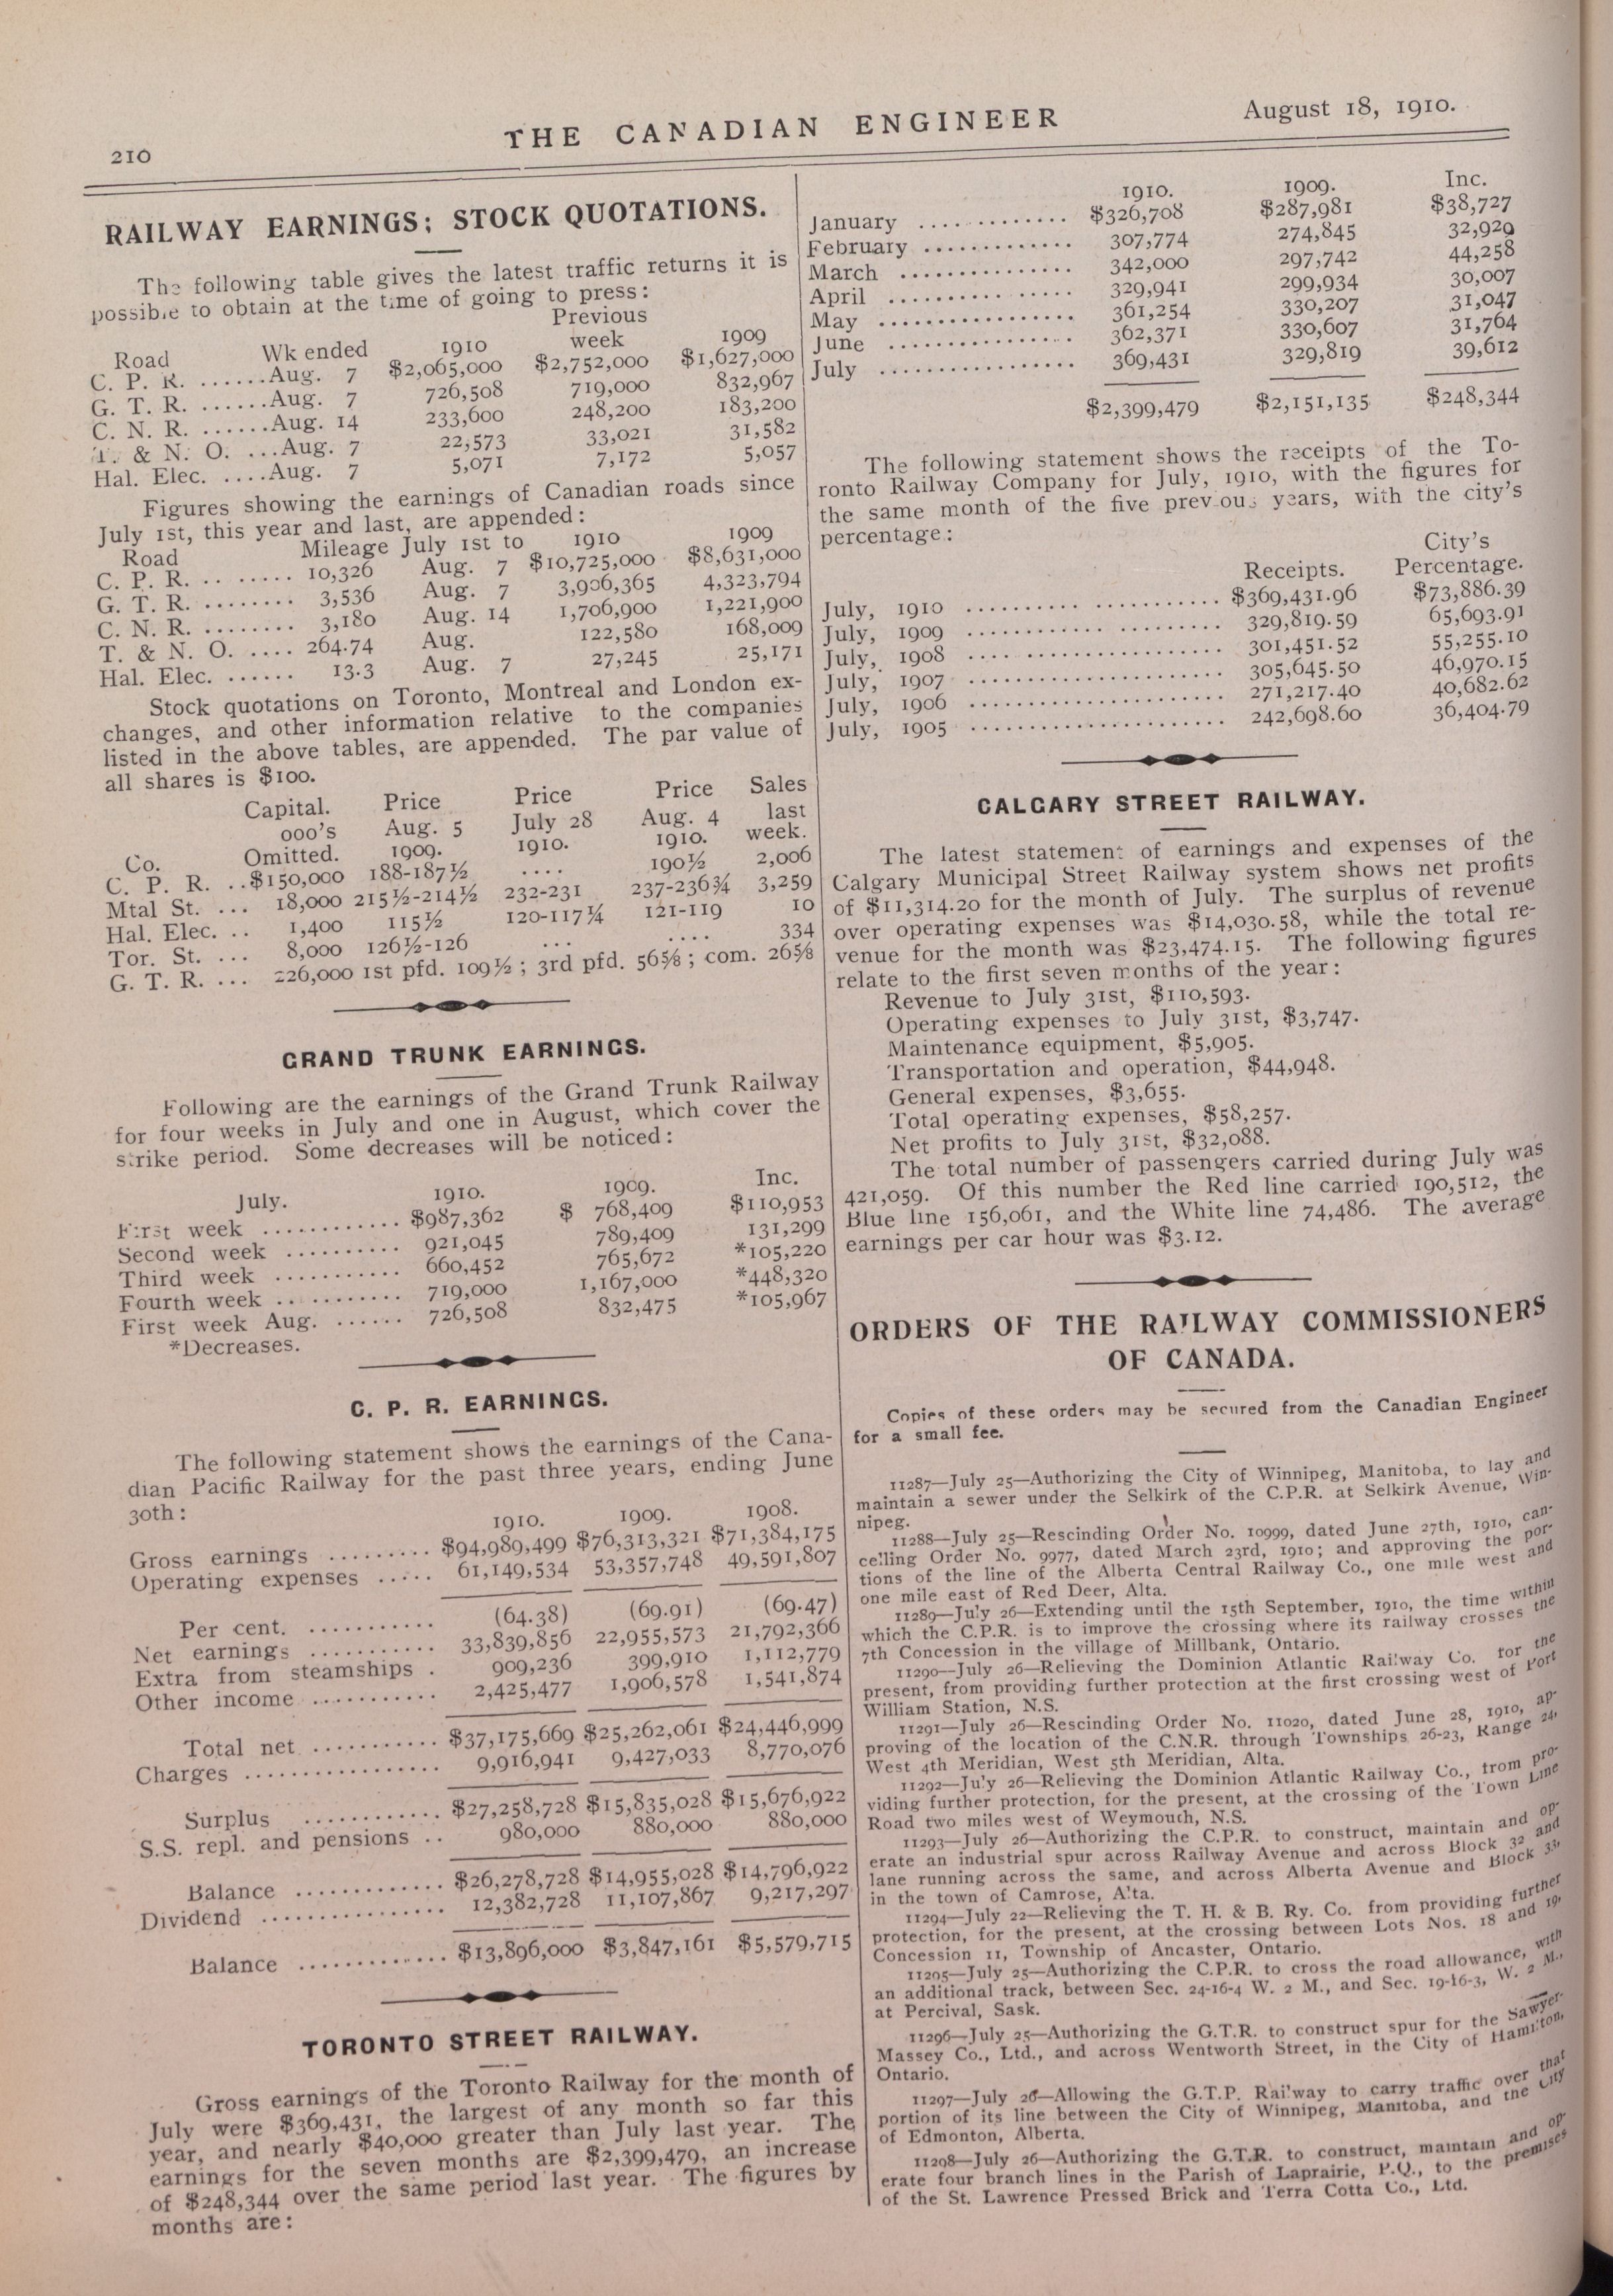 210
THE CANADIAN ENGINEER
August 18, 1910.
RAILWAY EARNINGS; STOCK QUOTATIONS.
The following table gives the latest traffic returns it is
possible to obtain at the time of going to press:
Previous
Road Wk ended 1910 week 1909
C. P. R. ......Aug. 7 $2,065,000 $2,752,000 $1,627,000
G. T. R. ......Aug. 7 726,508 719,000 832,967
C. N. R. ......Aug. 14 233,600 248,200 183,200
T. & N. O. ...Aug. 7 22,573 33,021 31,582
Hal. Elec. ....Aug. 7 5,071 7,172 5,057
Figures showing the earnings of Canadian roads since
July 1st, this year and last, are appended:
Road Mileage July 1st to 1910 1909
C. P. R. .. ...... 10,326 Aug. 7 $10,725,000 $8,631,000
G. T. R. ........ 3,536 Aug. 7 3,906,365 4,323,794
C. N. R. ........ 3,180 Aug. 14 1,706,900 1,221,900
T. & N. O. .... 264.74 Aug. 122,580 168,009
Hal. Elec. ...... 13.3 Aug. 7 27,245 25,171
Stock quotations on Toronto, Montreal and London ex-
changes, and other information relative to the companies
listed in the above tables, are appended. The par value of
all shares is $100.
Capital. Price Price Price Sales
000's Aug. 5 July 28 Aug. 4 last
Co. Omitted. 1909. 1910. 1910. week.
C. P. R. ..$150,000 188-187½ .... 190½ 2,006
Mtal St. ... 18,000 215½-214½ 232-231 237-236¾ 3,259
Hal. Elec. .. 1,400 115½ 120-117¼ 121-119 10
Tor. St. ... 8,000 126½-126 ... .... 334
G. T. R. ... 226,000 1st pfd. 109½; 3rd pfd. 56⅝; com. 26⅝
GRAND TRUNK EARNINGS.
Following are the earnings of the Grand Trunk Railway
for four weeks in July and one in August, which cover the
strike period. Some decreases will be noticed:
July. 1910. 1909. Inc.
First week ............ $987,362 $ 768,409 $110,953
Second week .......... 921,045 789,409 131,299
Third week ........... 660,452 765,672 *105,220
Fourth week .. ......... 719,000 1,167,000 *448,320
First week Aug. ...... 726,508 832,475 *105,967
*Decreases.
C. P. R. EARNINGS.
The following statement shows the earnings of the Cana-
dian Pacific Railway for the past three years, ending June
30th:
1910. 1909. 1908.
Gross earnings ......... $94,989,499 $76,313,321 $71,384,175
Operating expenses ..... 61,149,534 53,357,748 49,591,807
Per cent. ........... (64.38) (69.91) (69.47)
Net earnings .......... 33,839,856 22,955,573 21,792,366
Extra from steamships . 909,236 399,910 1,112,779
Other income ........... 2,425,477 1,906,578 1,541,874
Total net ........... $37,175,669 $25,262,061 $24,446,999
Charges ................. 9,916,941 9,427,033 8,770,076
Surplus ........... $27,258,728 $15,835,028 $15,676,922
S.S. repl. and pensions .. 980,000 880,000 880,000
Balance ............. $26,278,728 $14,955,028 $14,796,922
Dividend ................ 12,382,728 11,107,867 9,217,297
Balance ............. $13,896,000 $3,847,161 $5,579,715
TORONTO STREET RAILWAY.
Gross earnings of the Toronto Railway for the month of
July were $369,431, the largest of any month so far this
year, and nearly $40,000 greater than July last year. The
earnings for the seven months are $2,399,479, an increase
of $248,344 over the same period last year. The figures by
months are:
1910. 1909. Inc.
January ............. $326,708 $287,981 $38,727
February ............. 307,774 274,845 32,929
March ............... 342,000 297,742 44,258
April ................ 329,941 299,934 30,007
May ................. 361,254 330,207 31,047
June ................ 362,371 330,607 31,764
July ................. 369,431 329,819 39,612
$2,399,479 $2,151,135 $248,344
The following statement shows the receipts of the To-
ronto Railway Company for July, 1910, with the figures for
the same month of the five previous years, with the city's
percentage:
City's
Receipts. Percentage.
July, 1910 .......... ........... $369,431.96 $73,886.39
July, 1909 ............... ......... 329,819.59 65,693.91
July, 1908 .... ................... 301,451.52 55,255.10
July, 1907 ....................... 305,645.50 46,970.15
July, 1906 ....................... 271,217.40 40,682.62
July, 1905 ....................... 242,698.60 36,404.79
CALGARY STREET RAILWAY.
The latest statement of earnings and expenses of the
Calgary Municipal Street Railway system shows net profits
of $11,314.20 for the month of July. The surplus of revenue
over operating expenses was $14,030.58, while the total re-
venue for the month was $23,474.15. The following figures
relate to the first seven months of the year:
Revenue to July 31st, $110,593.
Operating expenses to July 31st, $3,747.
Maintenance equipment, $5,905.
Transportation and operation, $44,948.
General expenses, $3,655.
Total operating expenses, $58,257.
Net profits to July 31st, $32,088.
The total number of passengers carried during July was
421,059. Of this number the Red line carried 190,512, the
Blue line 156,061, and the White line 74,486. The average
earnings per car hour was $3.12.
ORDERS OF THE RAILWAY COMMISSIONERS
OF CANADA.
Copies of these orders may be secured from the Canadian Engineer
for a small fee.
11287—July 25—Authorizing the City of Winnipeg, Manitoba, to lay and
maintain a sewer under the Selkirk of the C.P.R. at Selkirk Avenue, Win-
nipeg.
11288—July 25—Rescinding Order No. 10999, dated June 27th, 1910, can-
celling Order No. 9977, dated March 23rd, 1910; and approving the por-
tions of the line of the Alberta Central Railway Co., one mile west and
one mile east of Red Deer, Alta.
11289—July 26—Extending until the 15th September, 1910, the time within
which the C.P.R. is to improve the crossing where its railway crosses the
7th Concession in the village of Millbank, Ontario.
11290—July 26—Relieving the Dominion Atlantic Railway Co. for the
present, from providing further protection at the first crossing west of Port
William Station, N.S.
11291—July 26—Rescinding Order No. 11020, dated June 28, 1910, ap-
proving of the location of the C.N.R. through Townships 26-23, Range 24,
West 4th Meridian, West 5th Meridian, Alta.
11292—July 26—Relieving the Dominion Atlantic Railway Co., from pro-
viding further protection, for the present, at the crossing of the Town Line
Road two miles west of Weymouth, N.S.
11293—July 26—Authorizing the C.P.R. to construct, maintain and op-
erate an industrial spur across Railway Avenue and across Block 32 and
lane running across the same, and across Alberta Avenue and Block 33,
in the town of Camrose, Alta.
11294—July 22—Relieving the T. H. & B. Ry. Co. from providing further
protection, for the present, at the crossing between Lots Nos. 18 and 19,
Concession 11, Township of Ancaster, Ontario.
11295—July 25—Authorizing the C.P.R. to cross the road allowance, with
an additional track, between Sec. 24-16-4 W. 2 M., and Sec. 19-16-3, W. 2 M.,
at Percival, Sask.
11296—July 25—Authorizing the G.T.R. to construct spur for the Sawyer-
Massey Co., Ltd., and across Wentworth Street, in the City of Hamilton,
Ontario.
11297—July 26—Allowing the G.T.P. Railway to carry traffic over that
portion of its line between the City of Winnipeg, Manitoba, and the City
of Edmonton, Alberta.
11298—July 26—Authorizing the G.T.R. to construct, maintain and op-
erate four branch lines in the Parish of Laprairie, P.Q., to the premises
of the St. Lawrence Pressed Brick and Terra Cotta Co., Ltd.